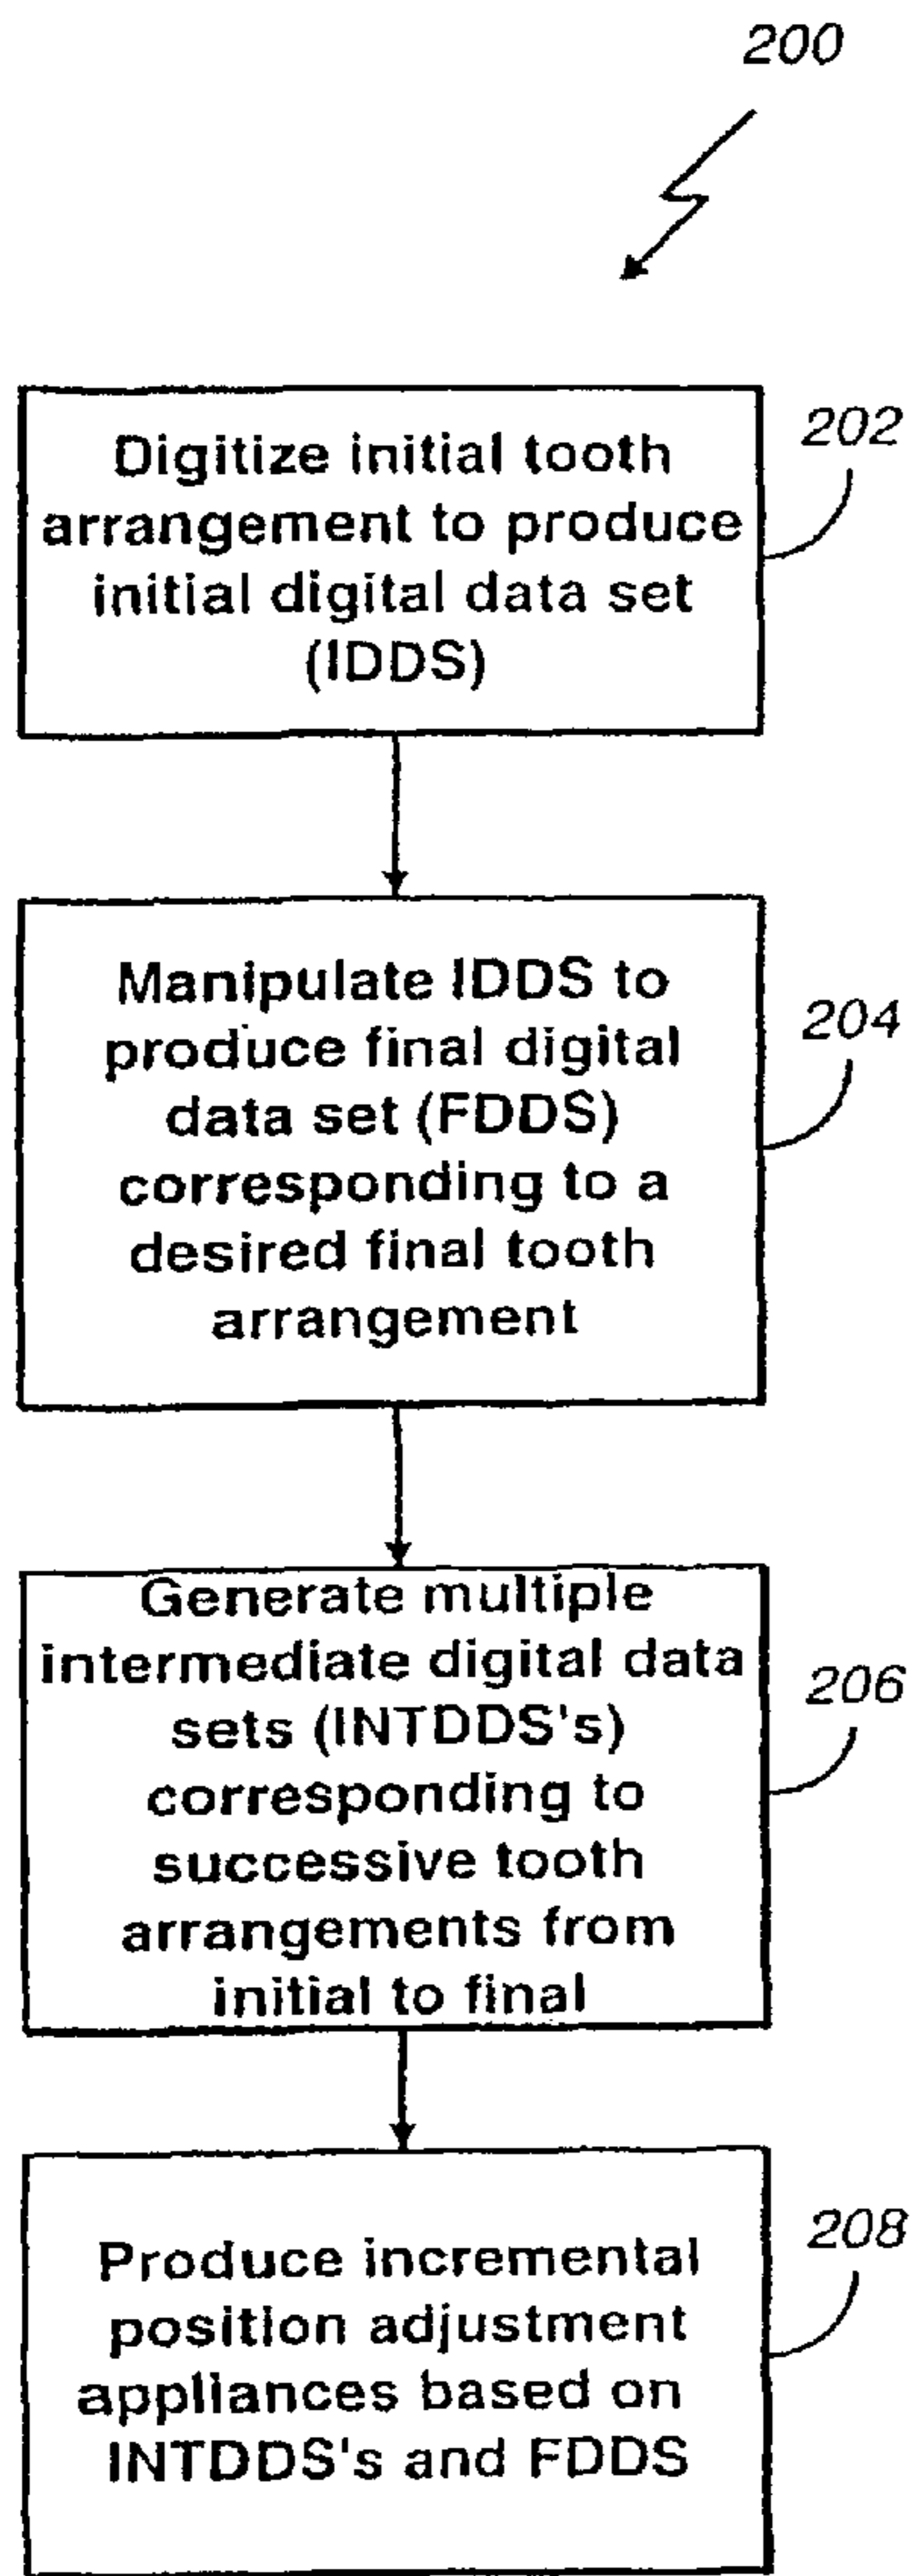 200
202
Digitize initial tooth
arrangement to produce
initial digital data set
(IDDS)
204
Manipulate IDDS to
produce final digital
data set (FDDS)
corresponding to a
desired final tooth
arrangement
206
Generate multiple
intermediate digital data
sets (INTDDS's)
corresponding to
successive tooth
arrangements from
initial to final
208
Produce incremental
position adjustment
appliances based on
INTDDS's and FDDS